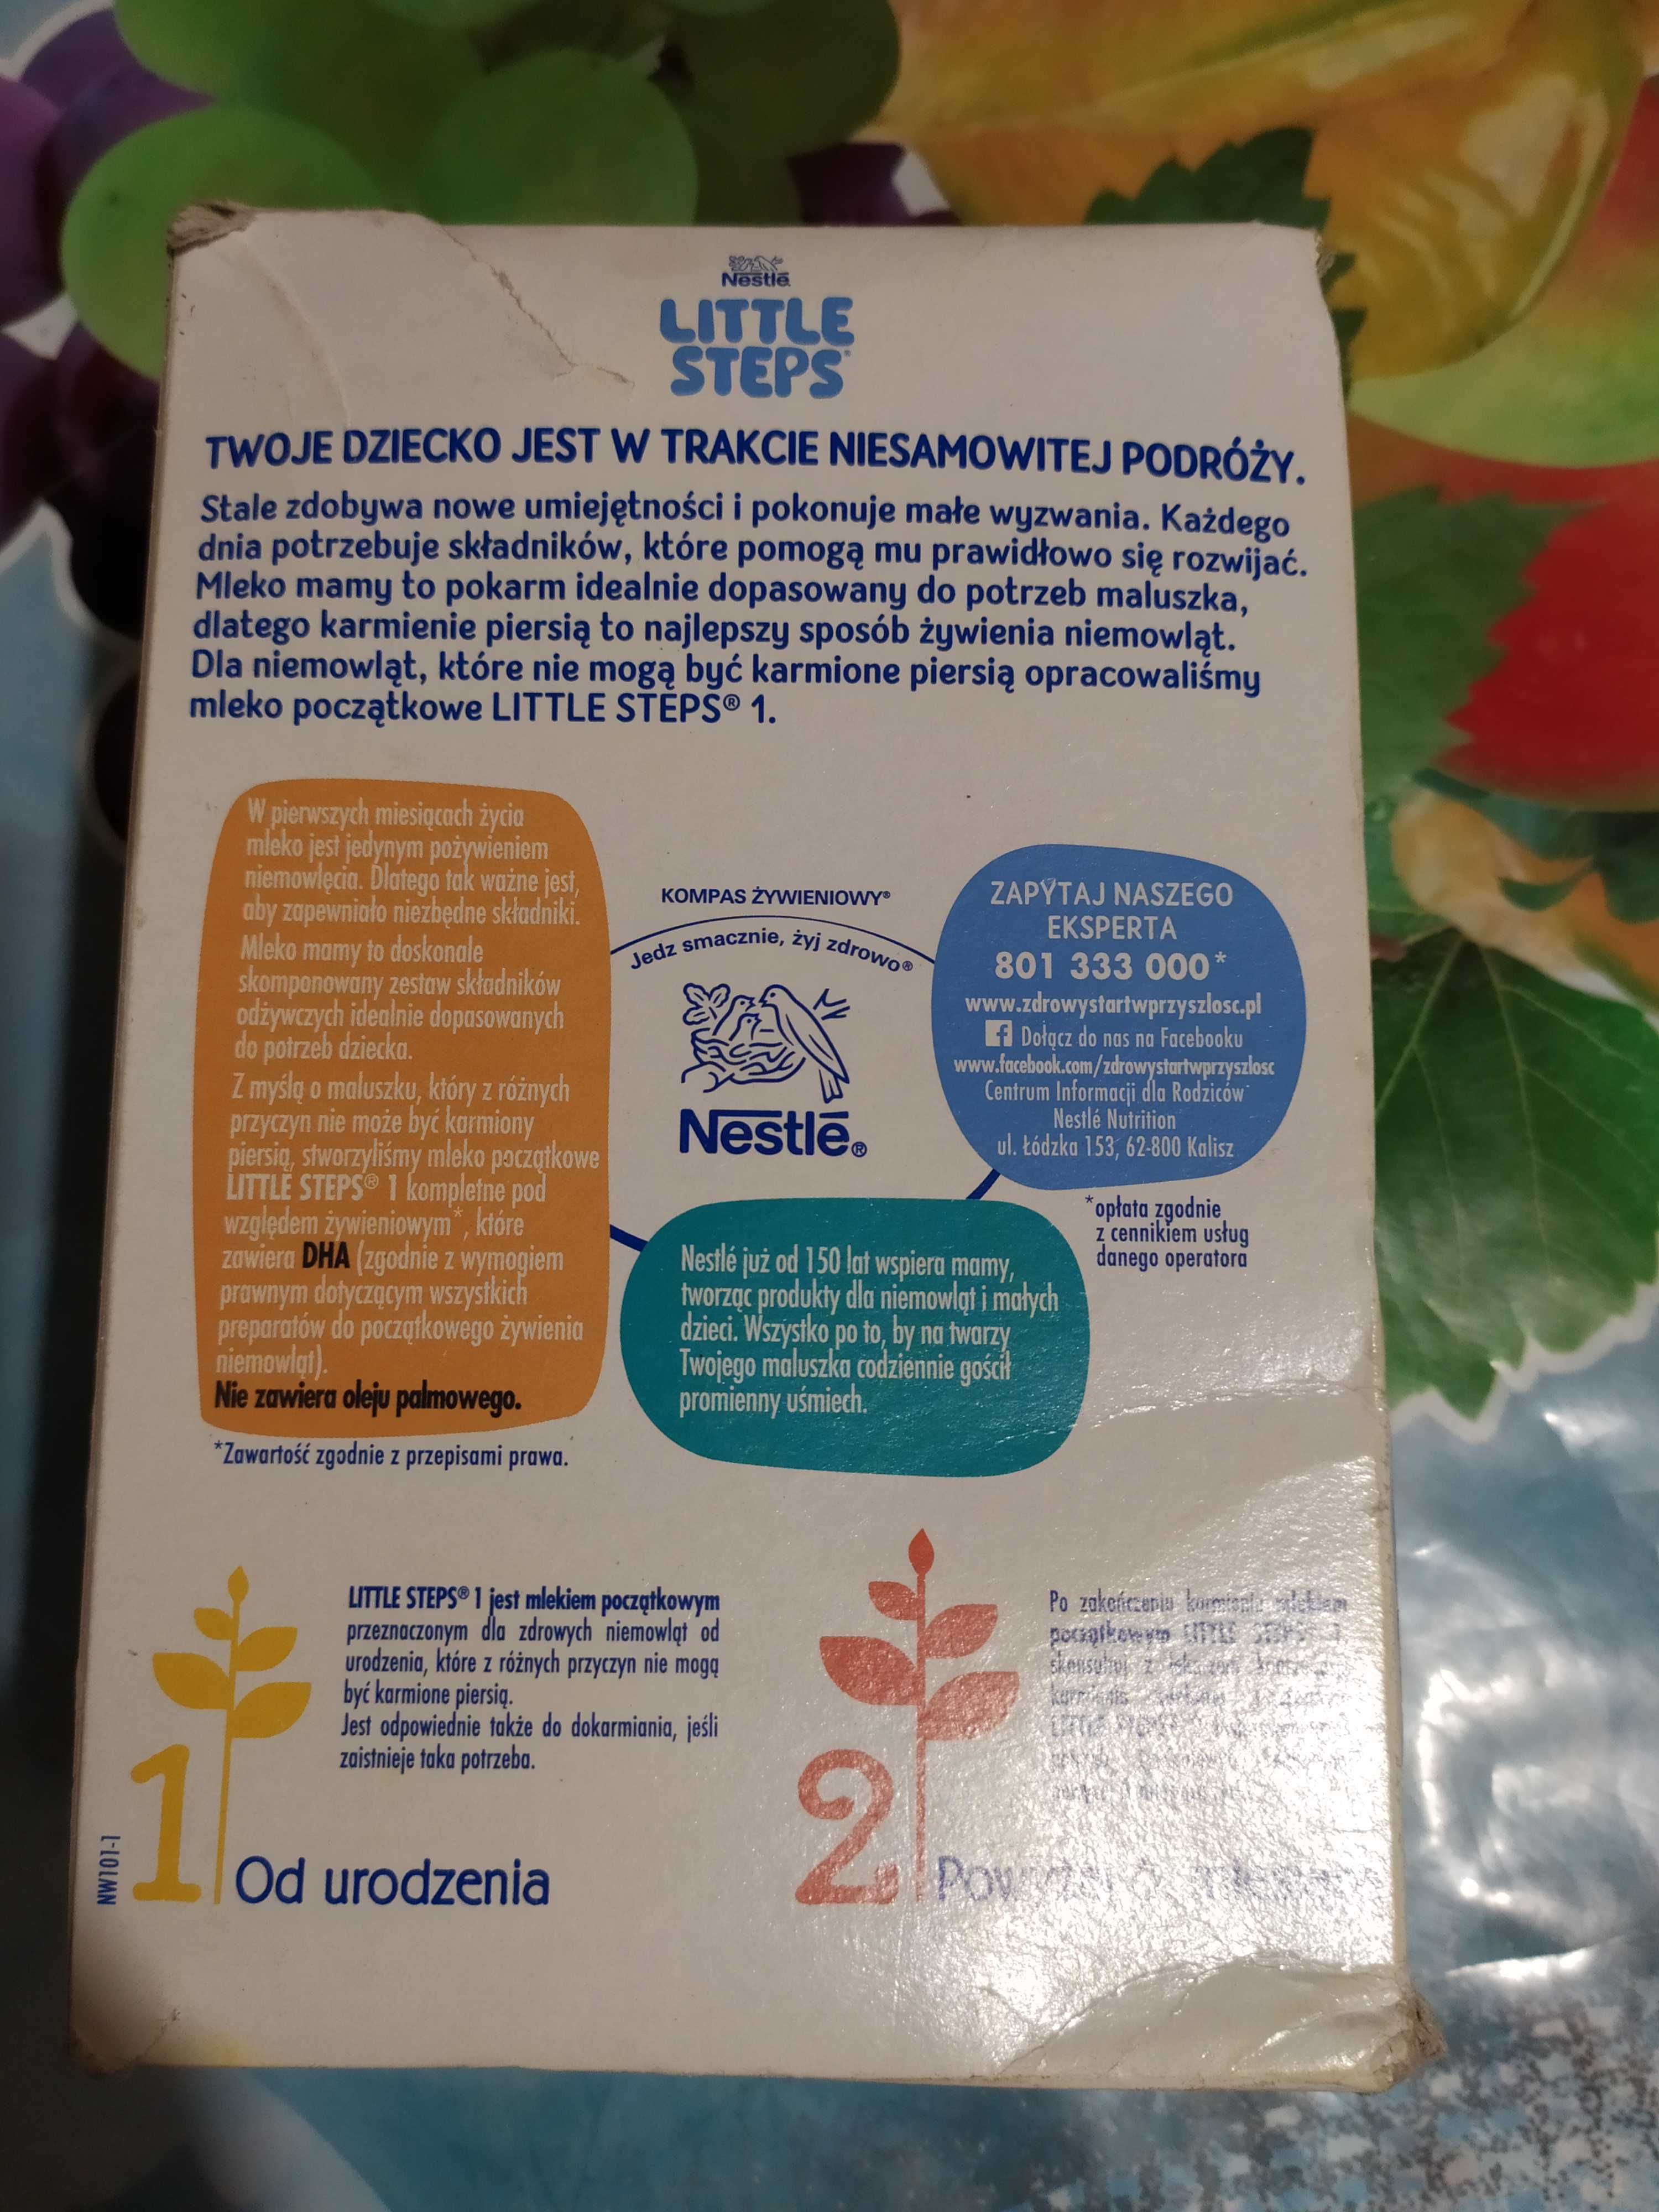 Nestlé
LITTLE
STEPS®
TWOJE DZIECKO JEST W TRAKCIE NIESAMOWITEJ PODRÓŻY.
Stale zdobywa nowe umiejętności i pokonuje małe wyzwania. Każdego
dnia potrzebuje składników, które pomogą mu prawidłowo się rozwijać.
Mleko mamy to pokarm idealnie dopasowany do potrzeb maluszka,
dlatego karmienie piersią to najlepszy sposób żywienia niemowląt.
Dla niemowląt, które nie mogą być karmione piersią opracowaliśmy
mleko początkowe LITTLE STEPS® 1.
W pierwszych miesiącach życia
mleko jest jedynym pożywieniem
niemowlęcia. Dlatego tak ważne jest,
aby zapewniało niezbędne składniki.
Mleko mamy to doskonale
skomponowany zestaw składników
odżywczych idealnie dopasowanych
do potrzeb dziecka.
Z myślą o maluszku, który z różnych
przyczyn nie może być karmiony
piersią, stworzyliśmy mleko początkowe
LITTLE STEPS® 1 kompletne pod
względem żywieniowym*, które
zawiera DHA (zgodnie z wymogiem
prawnym dotyczącym wszystkich
preparatów do początkowego żywienia
niemowląt).
Nie zawiera oleju palmowego.
*Zawartość zgodnie z przepisami prawa.
KOMPAS ŻYWIENIOWY®
Jedz smacznie, żyj zdrowo®
Nestlé®
ZAPYTAJ NASZEGO
EKSPERTA
801 333 000*
www.zdrowystartwprzyszlosc.pl
Dołącz do nas na Facebooku
www.facebook.com/zdrowystartwprzyszlosc
Centrum Informacji dla Rodziców
Nestlé Nutrition
ul. Łódzka 153, 62-800 Kalisz
*opłata zgodnie
z cennikiem usług
danego operatora
Nestlé już od 150 lat wspiera mamy,
tworząc produkty dla niemowląt i małych
dzieci. Wszystko po to, by na twarzy
Twojego maluszka codziennie gościł
promienny uśmiech.
LITTLE STEPS® 1 jest mlekiem początkowym
przeznaczonym dla zdrowych niemowląt od
urodzenia, które z różnych przyczyn nie mogą
być karmione piersią.
Jest odpowiednie także do dokarmiania, jeśli
zaistnieje taka potrzeba.
1
Od urodzenia
NW101-1
Po zakończeniu karmienia mlekiem
początkowym LITTLE STEPS
2